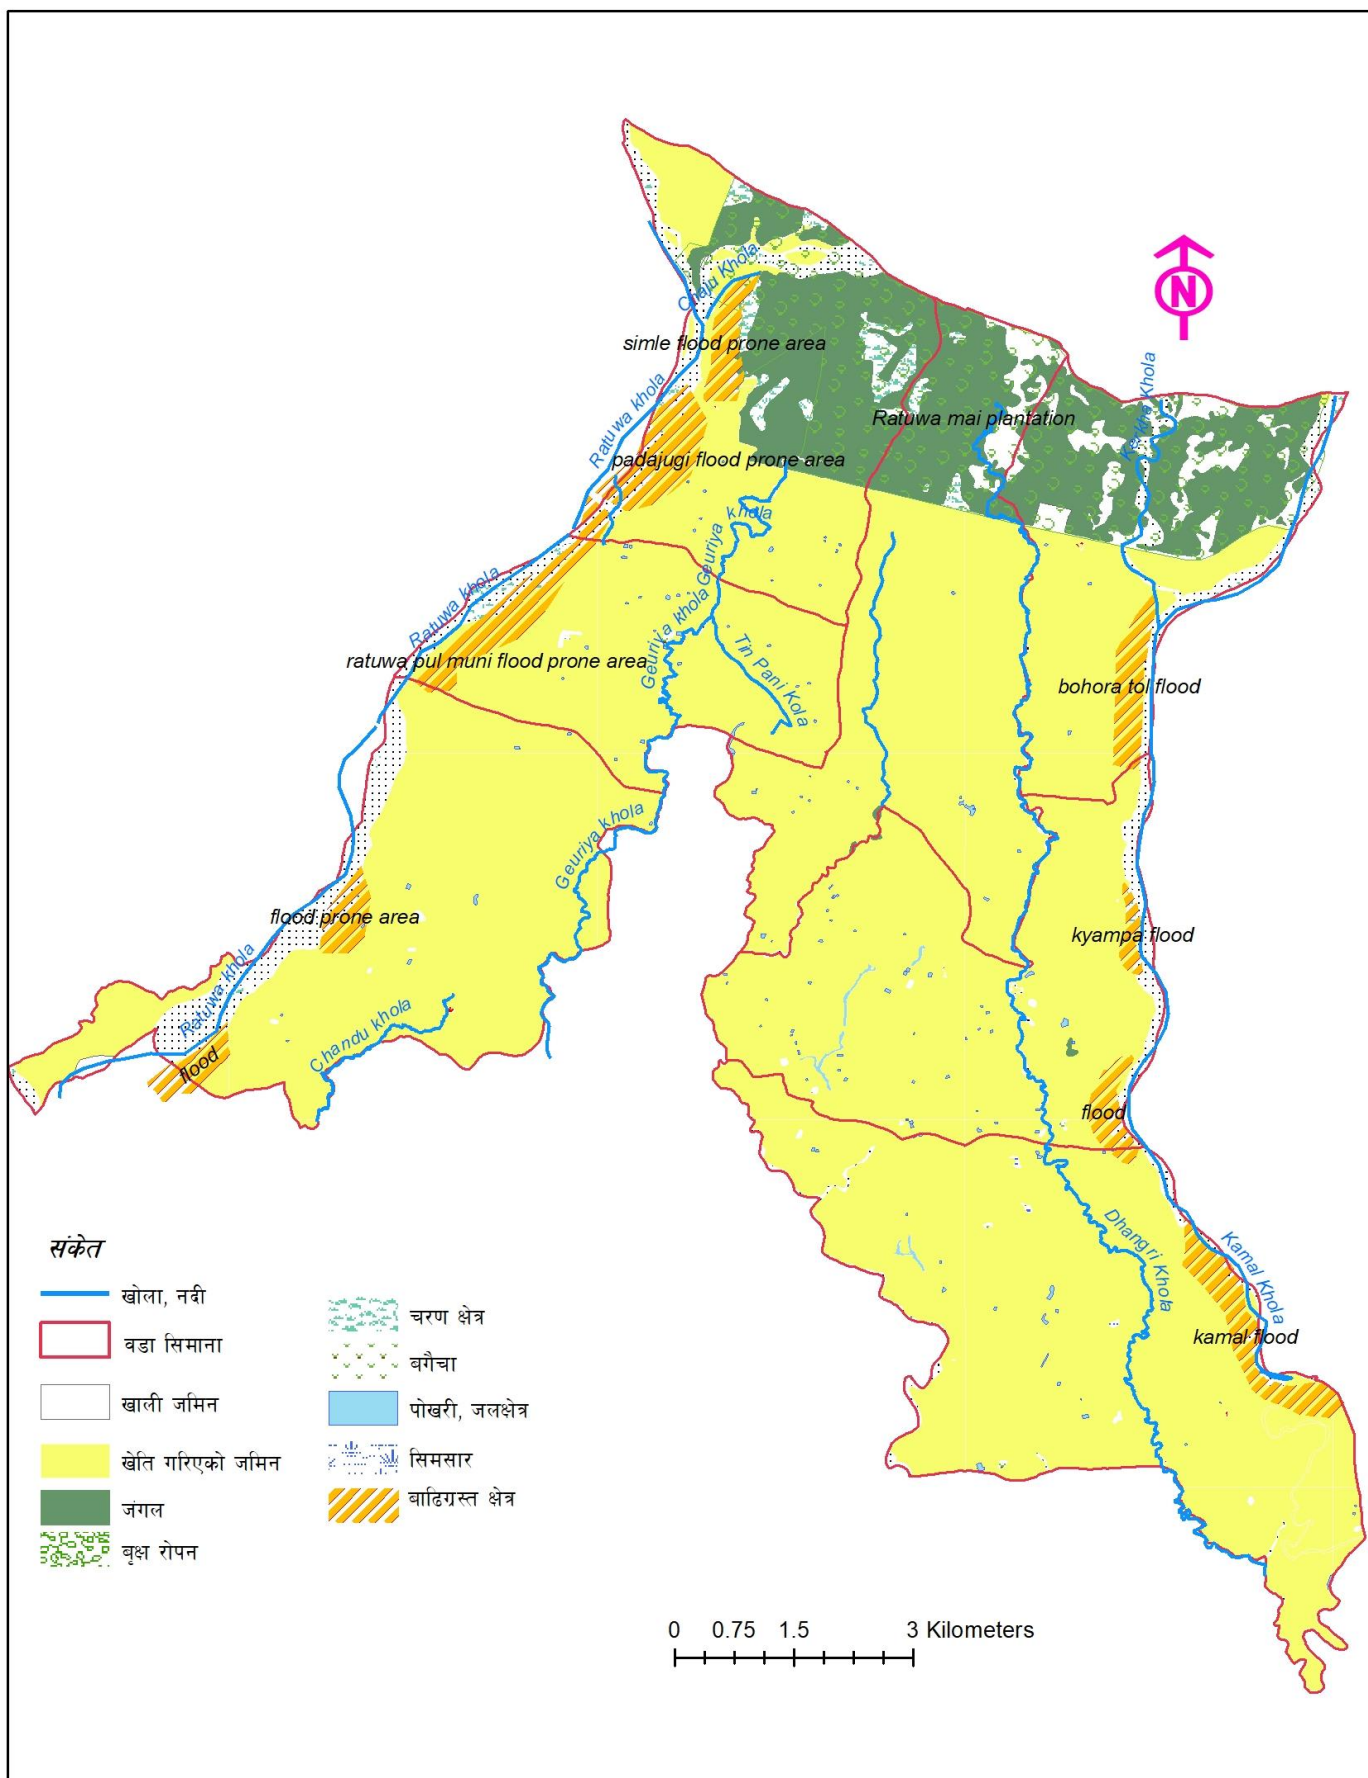 N
Chaju Khola
simle flood prone area
Ratuwa khola
Kerkha Khola
Ratuwa mai plantation
padajugi flood prone area
Geuriya khola
Ratuwa khola
Geuriya khola
Tin Pani Kola
ratuwa pul muni flood prone area
bohora tol flood
Geuriya khola
flood prone area
kyampa flood
Ratuwa khola
Chandu khola
flood
flood
Dhangri Khola
Kamal Khola
kamal flood
संकेत
खोला, नदी
वडा सिमाना
खाली जमिन
खेति गरिएको जमिन
जंगल
बृक्ष रोपन
चरण क्षेत्र
बगैचा
पोखरी, जलक्षेत्र
सिमसार
बाढिग्रस्त क्षेत्र
0 0.75 1.5 3 Kilometers